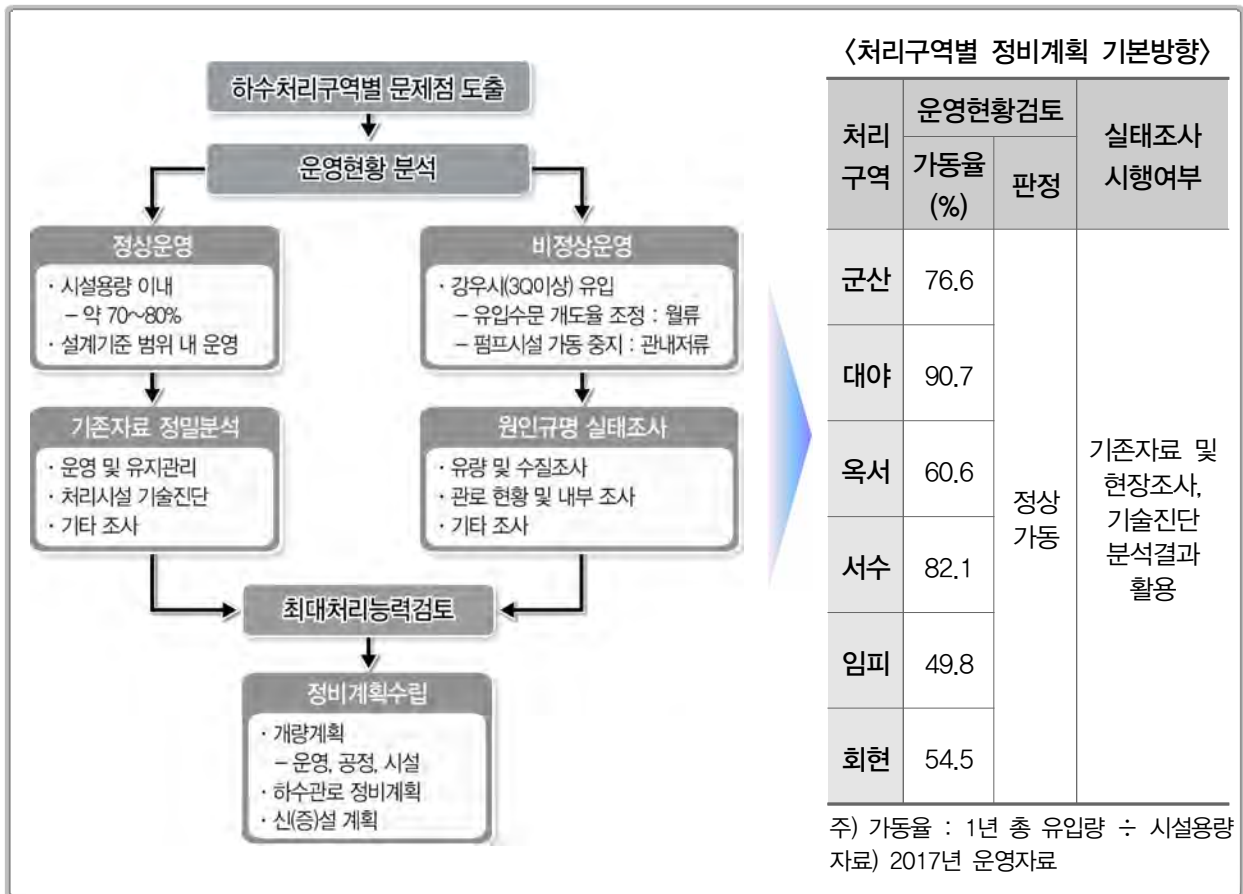 하수처리구역별 문제점 도출
운영현황 분석
정상운영
· 시설용량 이내
– 약 70~80%
· 설계기준 범위 내 운영
비정상운영
· 강우시(3Q이상) 유입
– 유입수문 개도율 조정 : 월류
– 펌프시설 가동 중지 : 관내저류
기존자료 정밀분석
· 운영 및 유지관리
· 처리시설 기술진단
· 기타 조사
원인규명 실태조사
· 유량 및 수질조사
· 관로 현황 및 내부 조사
· 기타 조사
최대처리능력검토
정비계획수립
· 개량계획
– 운영, 공정, 시설
· 하수관로 정비계획
· 신(증)설 계획
〈처리구역별 정비계획 기본방향〉
처리
구역
운영현황검토
가동율
(%)
판정
실태조사
시행여부
군산 76.6
대야 90.7
옥서 60.6
서수 82.1
임피 49.8
회현 54.5
정상
가동
기존자료 및
현장조사,
기술진단
분석결과
활용
주) 가동율 : 1년 총 유입량 ÷ 시설용량
자료) 2017년 운영자료